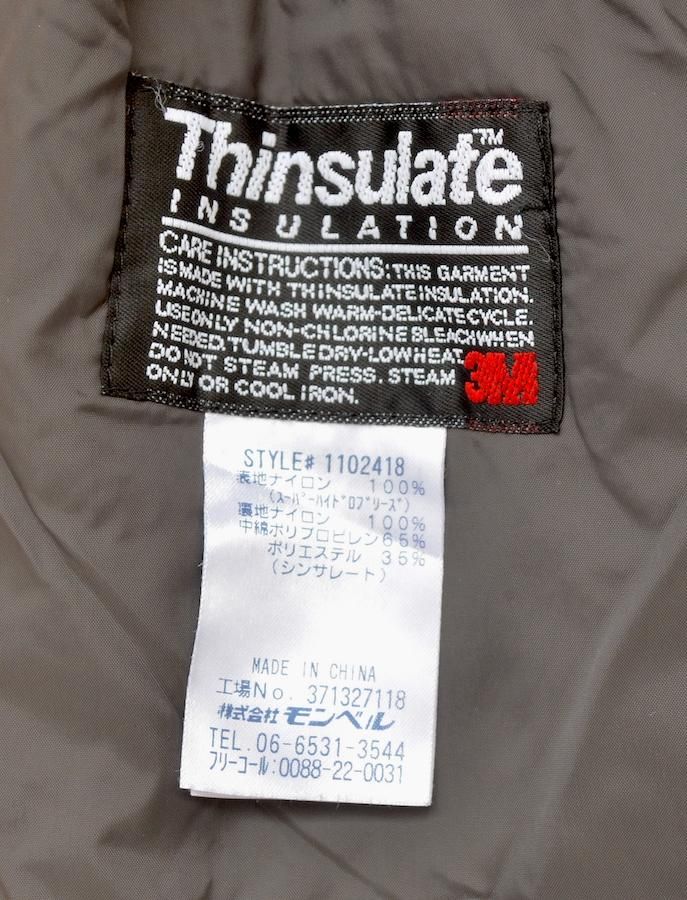 Thinsulate™
INSULATION
CARE INSTRUCTIONS: THIS GARMENT
IS MADE WITH THINSULATE INSULATION.
MACHINE WASH WARM-DELICATE CYCLE.
USE ONLY NON-CHLORINE BLEACH WHEN
NEEDED. TUMBLE DRY-LOW HEAT.
DO NOT STEAM PRESS. STEAM
ONLY OR COOL IRON.
3M
STYLE# 1102418
表地ナイロン 100%
(スーパーハイドロブリーズ)
裏地ナイロン 100%
中綿ポリプロピレン65%
ポリエステル 35%
(シンサレート)
MADE IN CHINA
工場No. 371327118
株式会社モンベル
TEL. 06-6531-3544
フリーコール:0088-22-0031